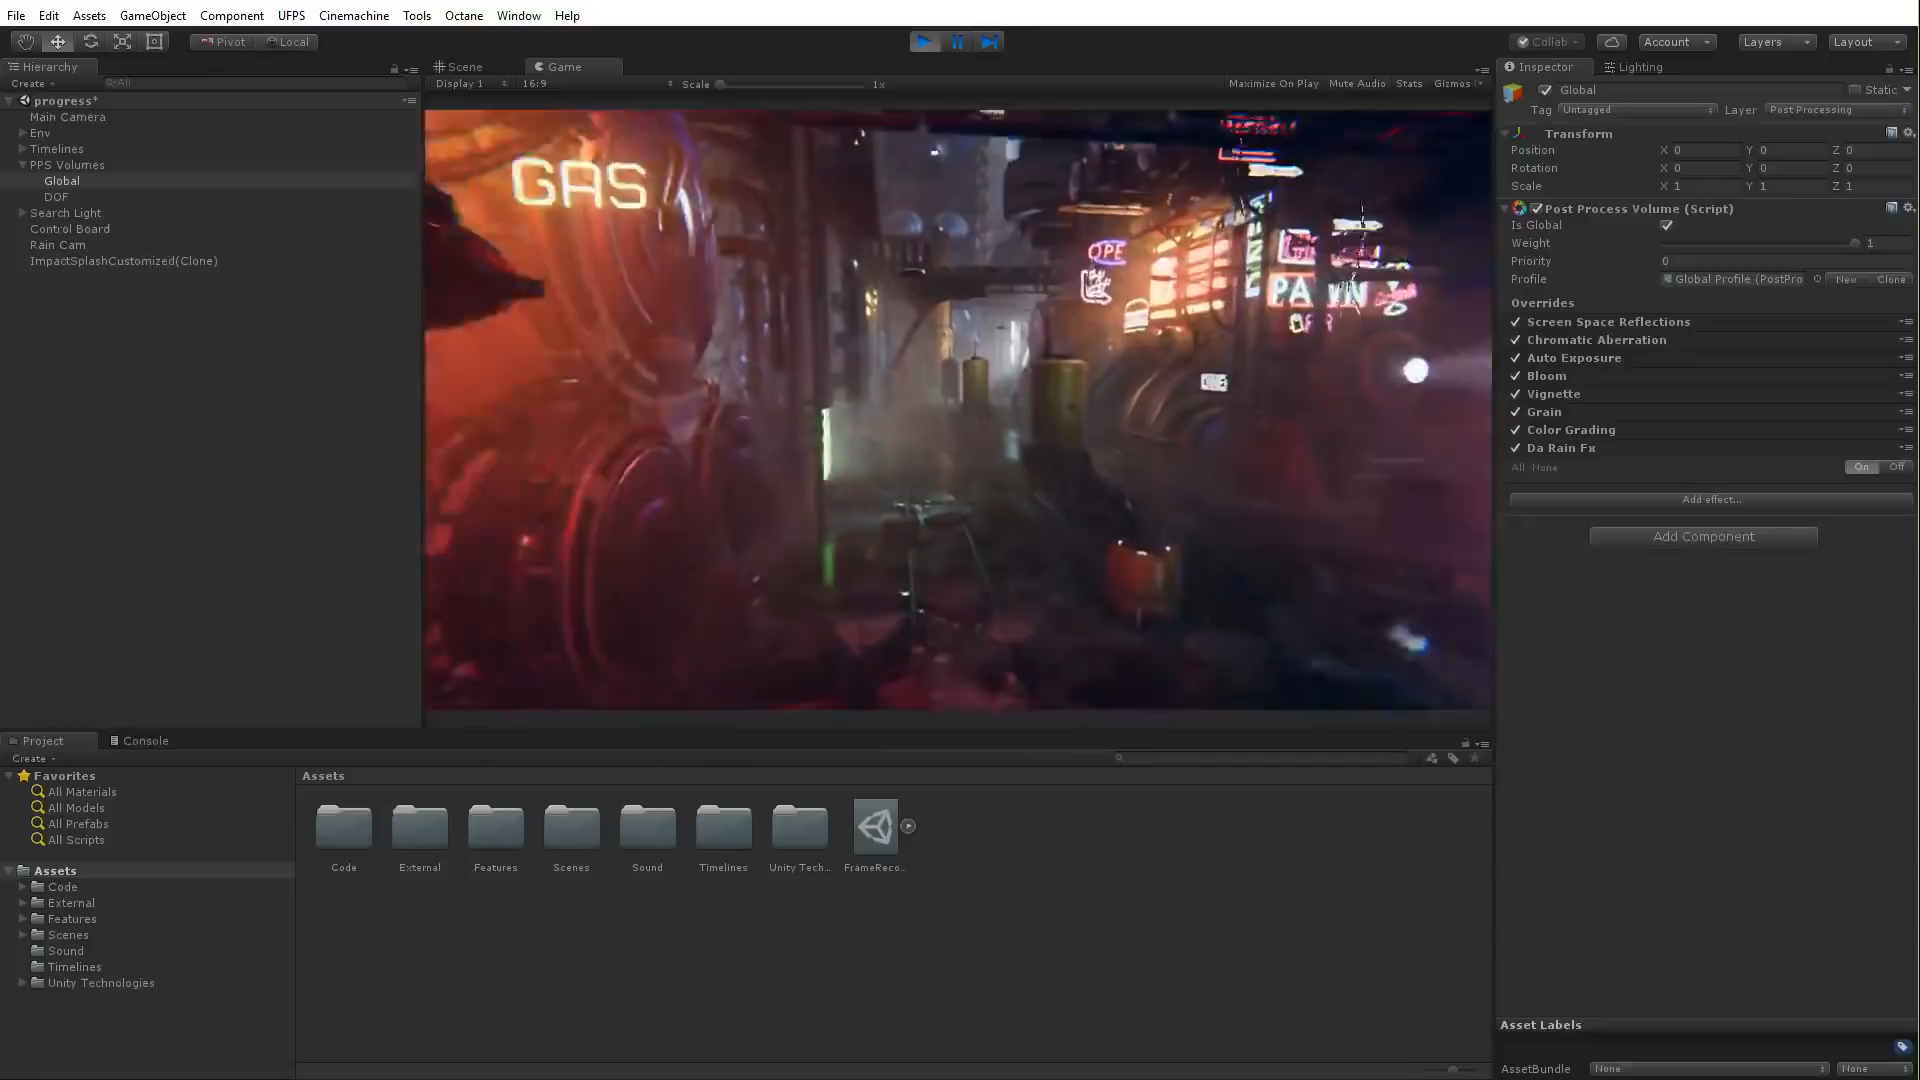 File Edit Assets GameObject Component UFPS Cinemachine Tools Octane Window Help
Pivot Local Collab Account Layers Layout
Hierarchy
Create All
progress*
Main Camera
Env
Timelines
PPS Volumes
Global
DOF
Search Light
Control Board
Rain Cam
ImpactSplashCustomized(Clone)
Scene Game
Display 1 16:9 Scale 1x Maximize On Play Mute Audio Stats Gizmos
GAS
OPE
PA
Inspector Lighting
Global Static
Tag Untagged Layer Post Processing
Transform
Position X 0 Y 0 Z 0
Rotation X 0 Y 0 Z 0
Scale X 1 Y 1 Z 1
Post Process Volume (Script)
Is Global
Weight 1
Priority 0
Profile Global Profile (PostPro New Clone
Overrides
Screen Space Reflections
Chromatic Aberration
Auto Exposure
Bloom
Vignette
Grain
Color Grading
Da Rain Fx
All None On Off
Add effect...
Add Component
Project Console
Create
Favorites
All Materials
All Models
All Prefabs
All Scripts
Assets
Code
External
Features
Scenes
Sound
Timelines
Unity Technologies
Assets
Code External Features Scenes Sound Timelines Unity Tech... FrameReco...
Asset Labels
AssetBundle None None